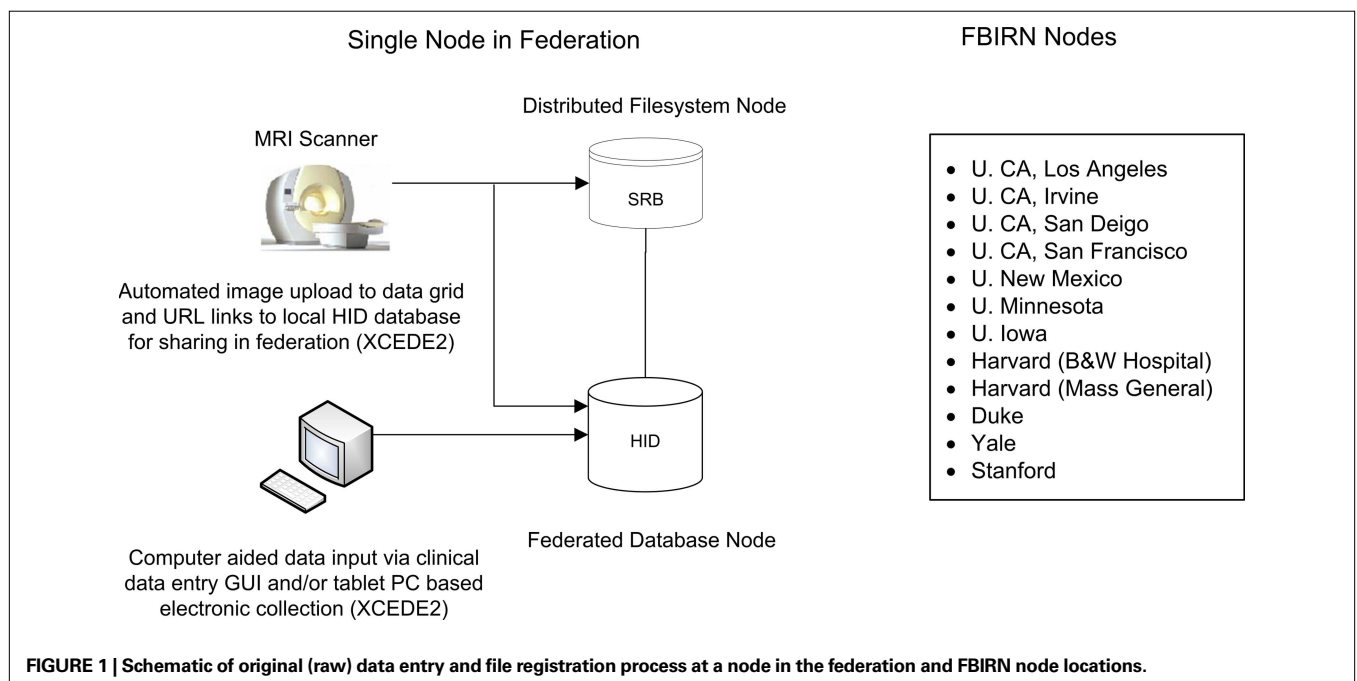 Single Node in Federation
FBIRN Nodes
Distributed Filesystem Node
MRI Scanner
SRB
Automated image upload to data grid
and URL links to local HID database
for sharing in federation (XCEDE2)
HID
Federated Database Node
Computer aided data input via clinical
data entry GUI and/or tablet PC based
electronic collection (XCEDE2)
• U. CA, Los Angeles
• U. CA, Irvine
• U. CA, San Deigo
• U. CA, San Francisco
• U. New Mexico
• U. Minnesota
• U. Iowa
• Harvard (B&W Hospital)
• Harvard (Mass General)
• Duke
• Yale
• Stanford
FIGURE 1 | Schematic of original (raw) data entry and file registration process at a node in the federation and FBIRN node locations.